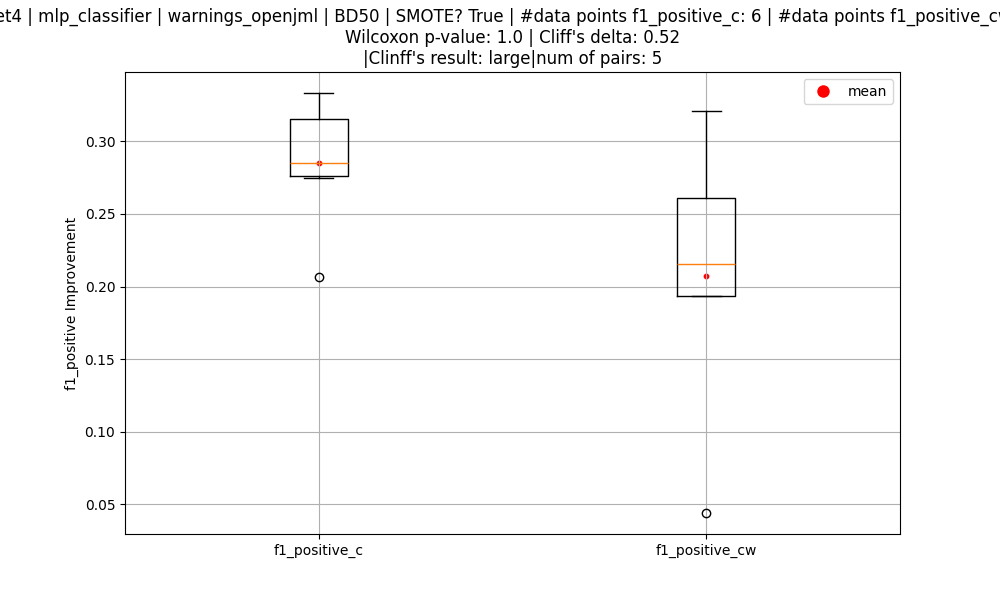 | mlp_classifier | warnings_openjml | BD50 | SMOTE? True | #data points f1_positive_c: 6 | #data points
Wilcoxon p-value: 1.0 | Cliff's delta: 0.52
|Clinff's result: large|num of pairs: 5
mean
f1_positive Improvement
0.30
0.25
0.20
0.15
0.10
0.05
f1_positive_c
f1_positive_cw